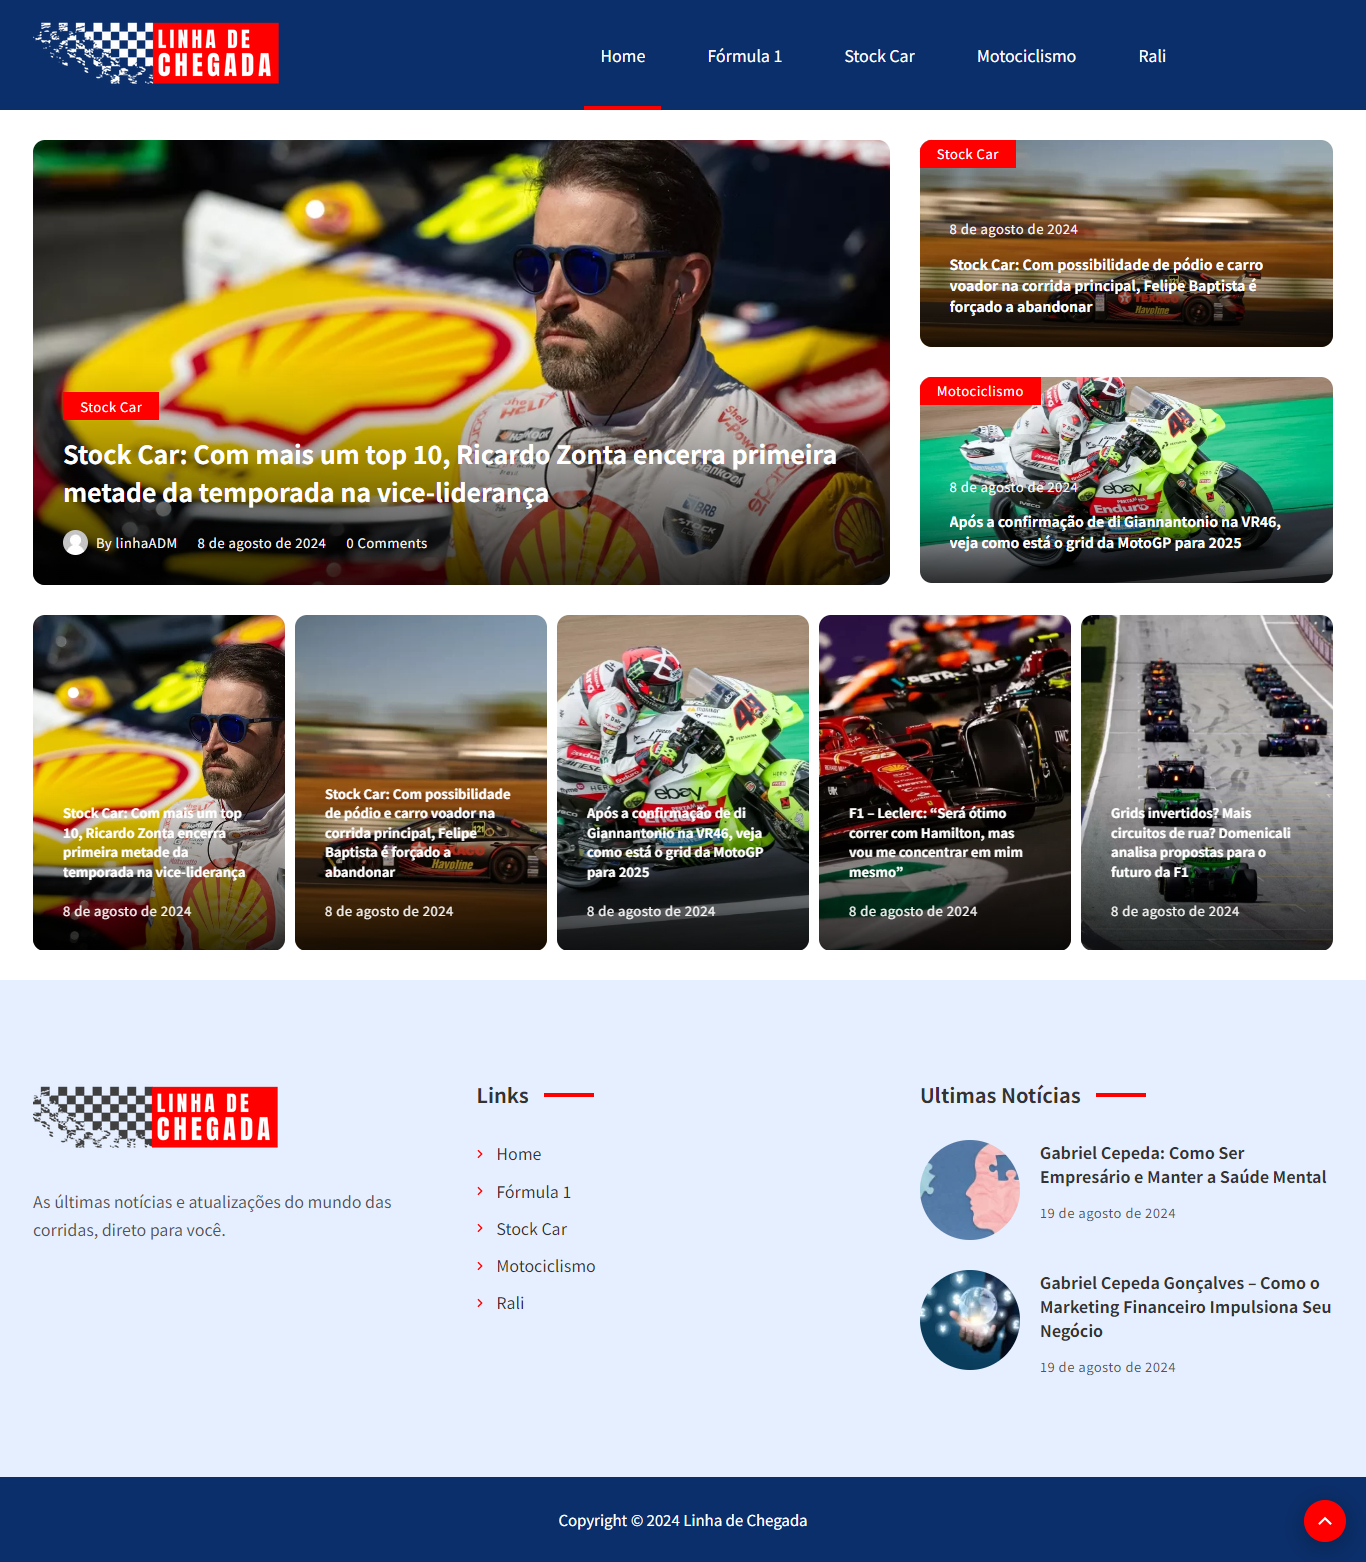 LINHA DE
CHEGADA
Home
Fórmula 1
Stock Car
Motociclismo
Rali
Stock Car
Stock Car: Com mais um top 10, Ricardo Zonta encerra primeira
metade da temporada na vice-liderança
By linhaADM
8 de agosto de 2024
0 Comments
Stock Car
8 de agosto de 2024
Stock Car: Com possibilidade de pódio e carro
voador na corrida principal, Felipe Baptista é
forçado a abandonar
TEXACO
Havoline
Motociclismo
8 de agosto de 2024
ebay
Enduro
Após a confirmação de di Giannantonio na VR46,
veja como está o grid da MotoGP para 2025
Stock Car: Com mais um top
10, Ricardo Zonta encerra
primeira metade da
temporada na vice-liderança
8 de agosto de 2024
Stock Car: Com possibilidade
de pódio e carro voador na
corrida principal, Felipe
Baptista é forçado a
abandonar
8 de agosto de 2024
Após a confirmação de di
Giannantonio na VR46, veja
como está o grid da MotoGP
para 2025
8 de agosto de 2024
F1 – Leclerc: “Será ótimo
correr com Hamilton, mas
vou me concentrar em mim
mesmo”
8 de agosto de 2024
Grids invertidos? Mais
circuitos de rua? Domenicali
analisa propostas para o
futuro da F1
8 de agosto de 2024
LINHA DE
CHEGADA
As últimas notícias e atualizações do mundo das
corridas, direto para você.
Links
Home
Fórmula 1
Stock Car
Motociclismo
Rali
Ultimas Notícias
Gabriel Cepeda: Como Ser
Empresário e Manter a Saúde Mental
19 de agosto de 2024
Gabriel Cepeda Gonçalves – Como o
Marketing Financeiro Impulsiona Seu
Negócio
19 de agosto de 2024
Copyright © 2024 Linha de Chegada